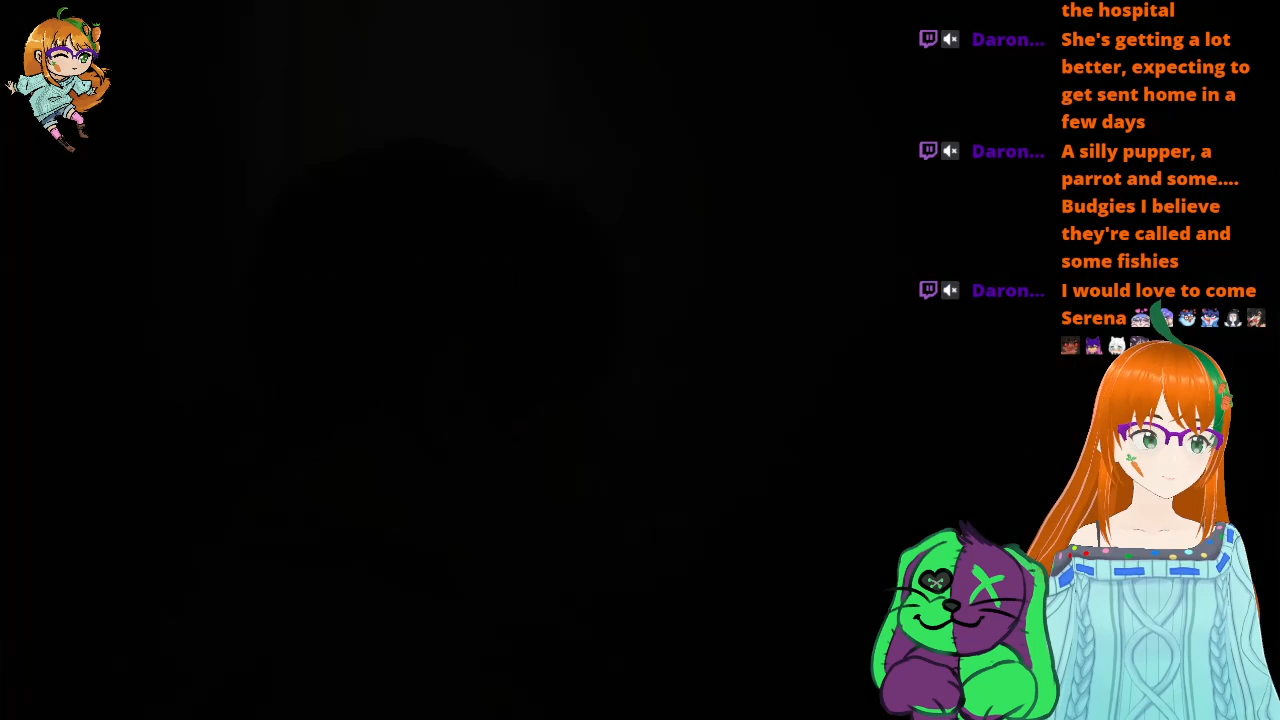 the hospital
Daron... She's getting a lot
better, expecting to
get sent home in a
few days
Daron... A silly pupper, a
parrot and some....
Budgies I believe
they're called and
some fishies
Daron... I would love to come
Serena